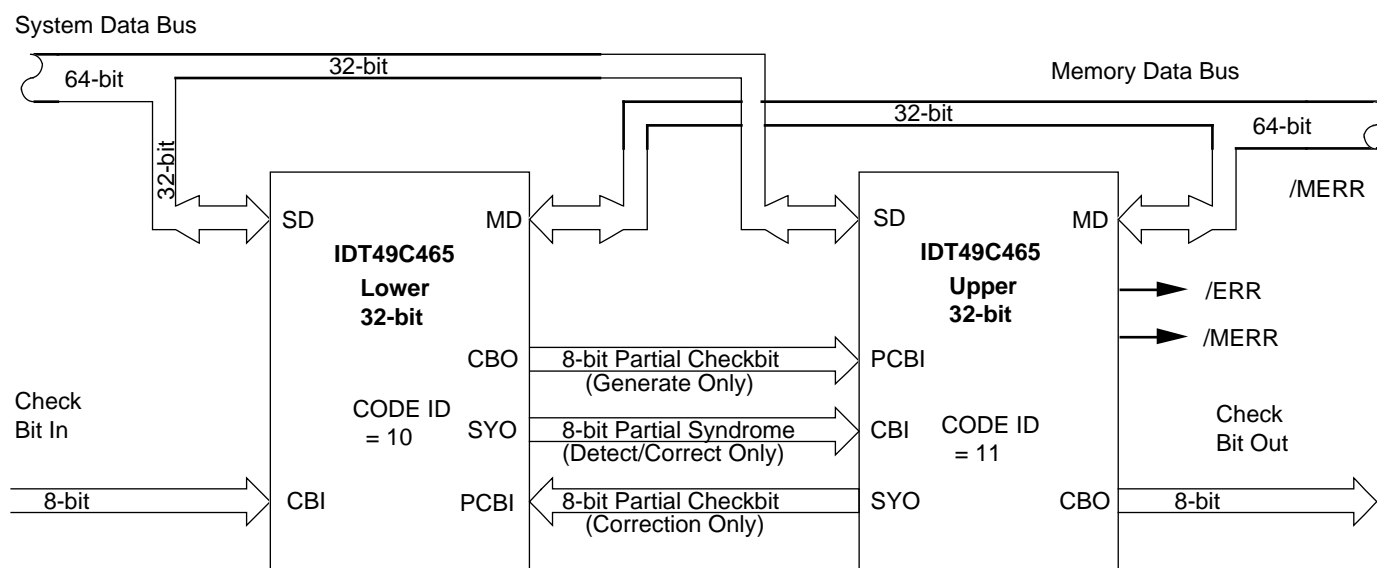 System Data Bus
64-bit
32-bit
32-bit
Memory Data Bus
32-bit
64-bit
/MERR
SD
MD
IDT49C465
Lower
32-bit
CBO
CODE ID
= 10
SYO
PCBI
CBI
Check
Bit In
8-bit
8-bit Partial Checkbit
(Generate Only)
8-bit Partial Syndrome
(Detect/Correct Only)
8-bit Partial Checkbit
(Correction Only)
SD
MD
IDT49C465
Upper
32-bit
PCBI
CBI
CODE ID
= 11
SYO
CBO
/ERR
/MERR
Check
Bit Out
8-bit